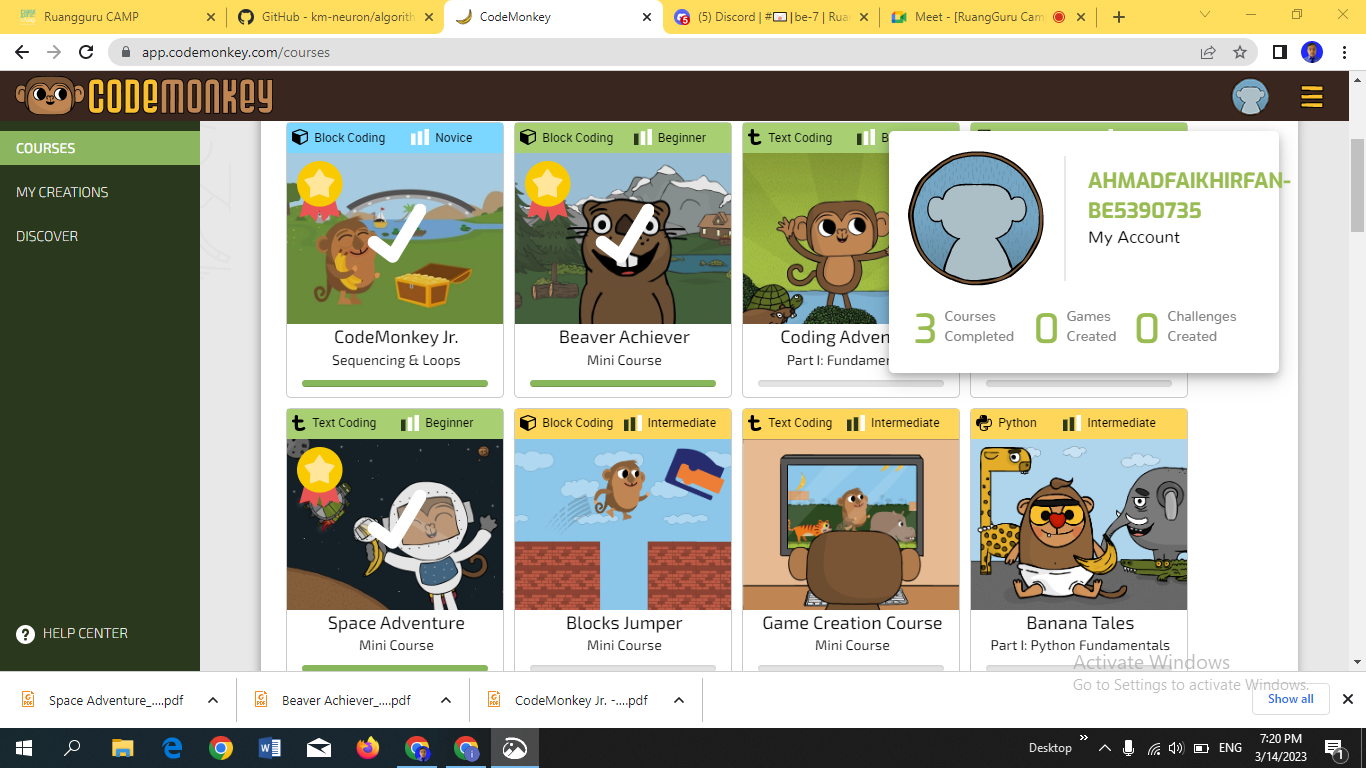 Ruangguru CAMP
GitHub - km-neuron/algorith
CodeMonkey
(5) Discord | #
|be-7 | Rua
Meet - [RuangGuru Cam
app.codemonkey.com/courses
CODEMONKEY
COURSES
MY CREATIONS
DISCOVER
HELP CENTER
Block Coding Novice
CodeMonkey Jr.
Sequencing & Loops
Block Coding Beginner
Beaver Achiever
Mini Course
Text Coding B
Coding Adven
Part I: Fundamen
AHMADFAIKHIRFAN-
BE5390735
My Account
3 Courses
Completed
0 Games
Created
0 Challenges
Created
Text Coding Beginner
Space Adventure
Mini Course
Block Coding Intermediate
Blocks Jumper
Mini Course
Text Coding Intermediate
Game Creation Course
Mini Course
Python Intermediate
Banana Tales
Part I: Python Fundamentals
Activate Windows
Go to Settings to activate Windows.
Space Adventure_....pdf
Beaver Achiever_....pdf
CodeMonkey Jr. -....pdf
Show all
Desktop
ENG
7:20 PM
3/14/2023
1